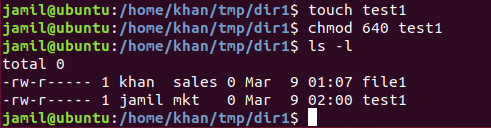 jamil@ubuntu:/home/khan/tmp/dir1$ touch test1
jamil@ubuntu:/home/khan/tmp/dir1$ chmod 640 test1
jamil@ubuntu:/home/khan/tmp/dir1$ ls -l
total 0
-rw-r----- 1 khan  sales 0 Mar  9 01:07 file1
-rw-r----- 1 jamil mkt   0 Mar  9 02:00 test1
jamil@ubuntu:/home/khan/tmp/dir1$